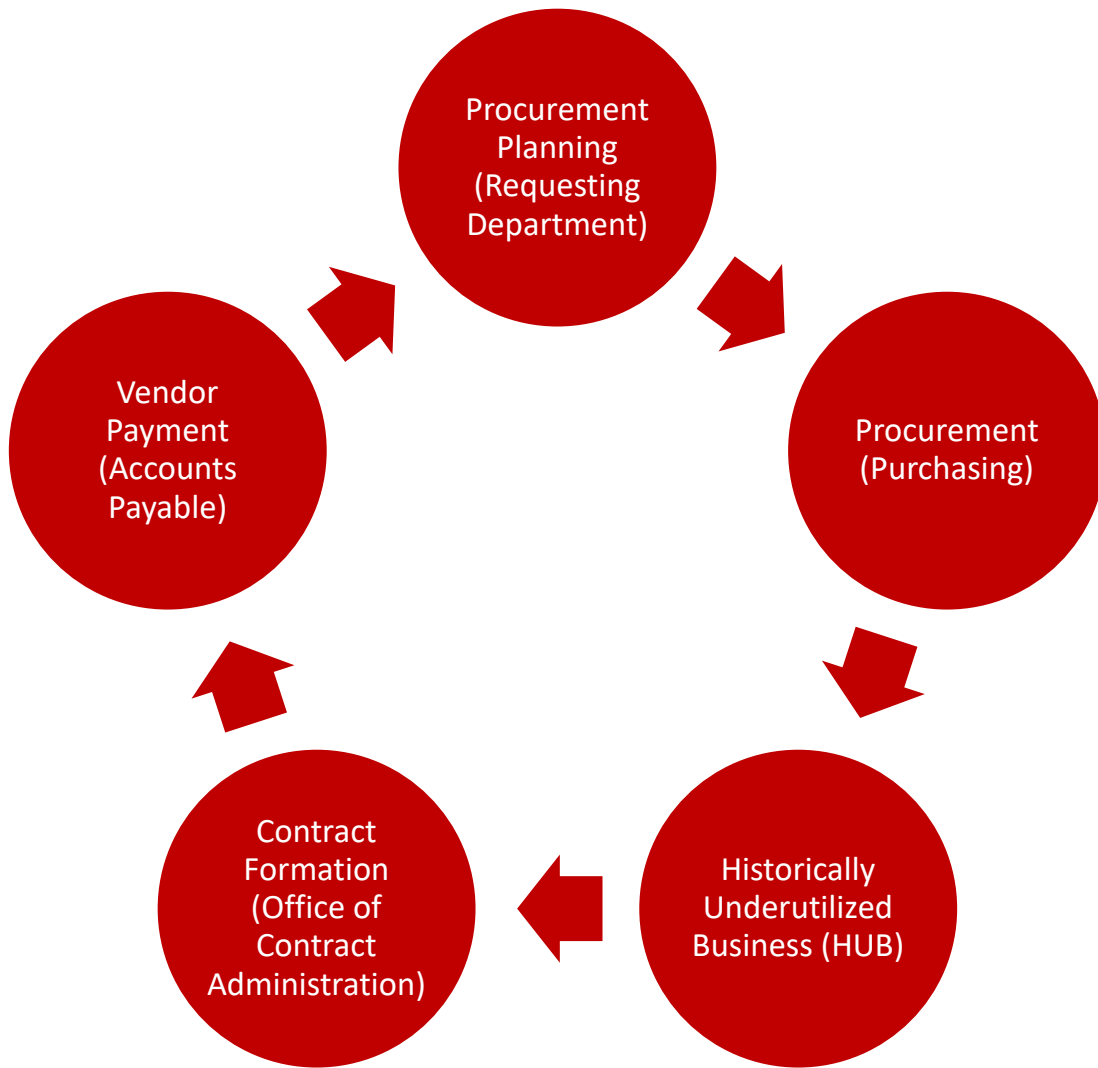 Procurement
Planning
(Requesting
Department)
Procurement
(Purchasing)
Historically
Underutilized
Business (HUB)
Contract
Formation
(Office of
Contract
Administration)
Vendor
Payment
(Accounts
Payable)